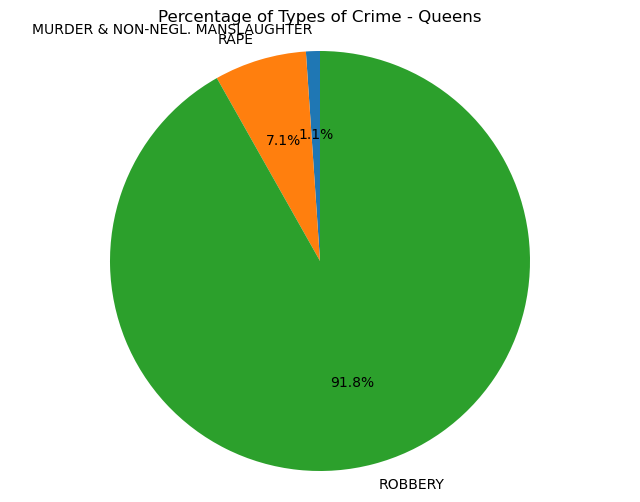 Percentage of Types of Crime - Queens
MURDER & NON-NEGL. MANSLAUGHTER
RAPE
1.1%
7.1%
91.8%
ROBBERY